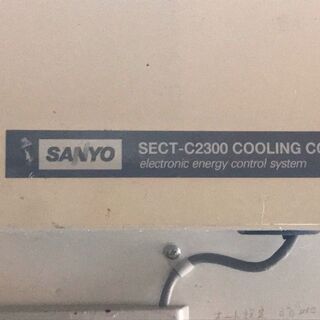 SANYO
SECT-C2300 COOLING CO
electronic energy control system